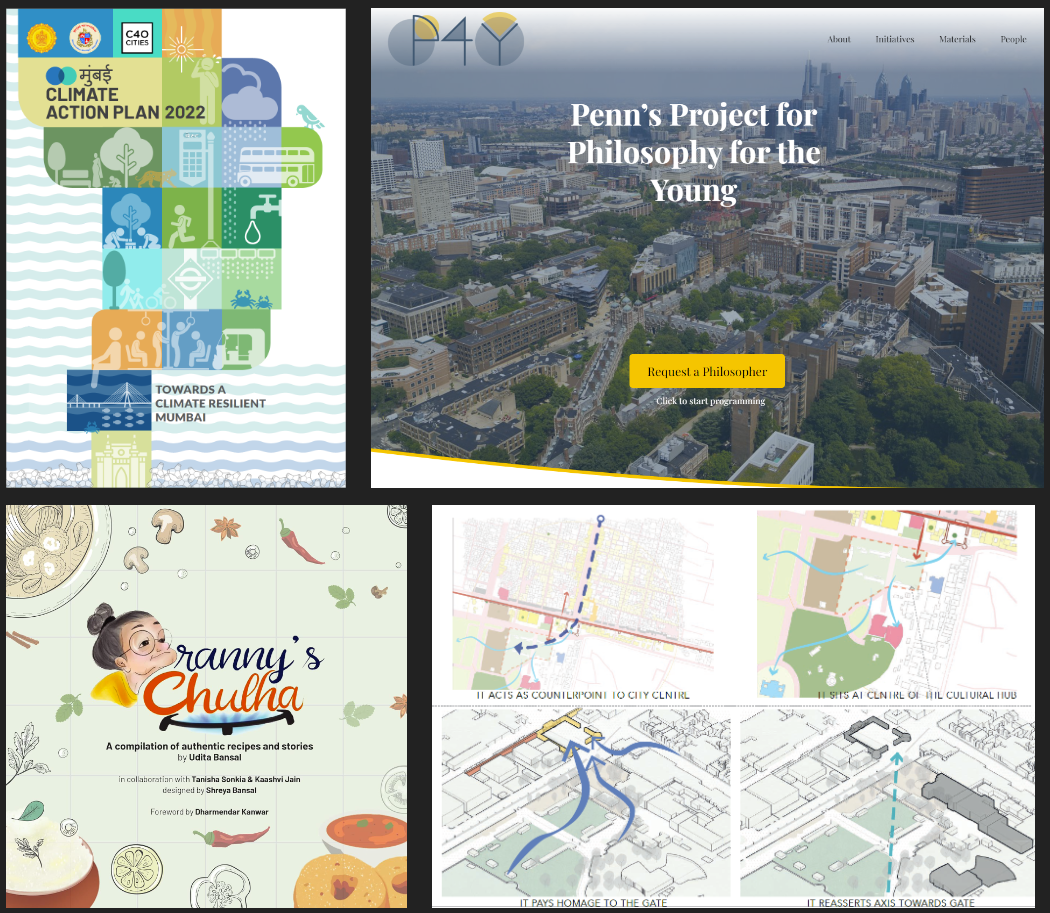 C40
CITIES
मुंबई
CLIMATE
ACTION PLAN 2022
TOWARDS A
CLIMATE RESILIENT
MUMBAI
P4Y
About Initiatives Materials People
Penn's Project for
Philosophy for the
Young
Request a Philosopher
Click to start programming
Granny's
Chulha
A compilation of authentic recipes and stories
by Udita Bansal
in collaboration with Tanisha Sonkia & Kaashvi Jain
designed by Shreya Bansal
Foreword by Dharmendar Kanwar
IT ACTS AS COUNTERPOINT TO CITY CENTRE
IT SITS AT CENTRE OF THE CULTURAL HUB
IT PAYS HOMAGE TO THE GATE
IT REASSERTS AXIS TOWARDS GATE